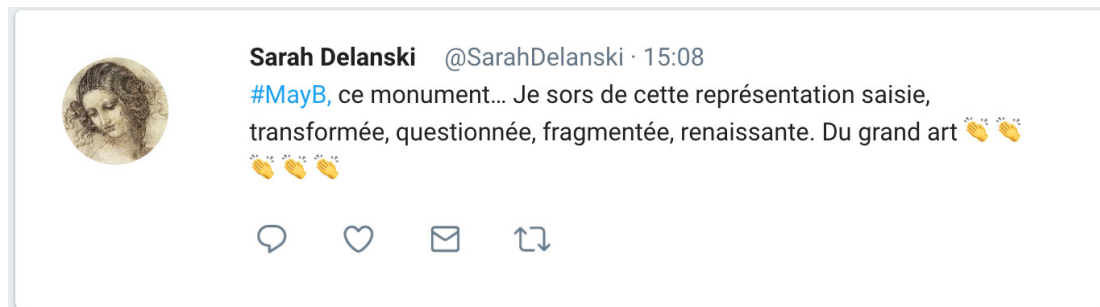 Sarah Delanski @SarahDelanski · 15:08
#MayB, ce monument... Je sors de cette représentation saisie,
transformée, questionnée, fragmentée, renaissante. Du grand art 👏 👏
👏 👏 👏